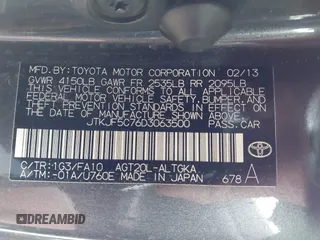 MFD. BY: TOYOTA MOTOR CORPORATION 02/13
GVWR 4150LB GAWR FR 2535LB RR 2095LB
THIS VEHICLE CONFORMS TO ALL APPLICABLE
FEDERAL MOTOR VEHICLE SAFETY, BUMPER, AND
THEFT PREVENTION STANDARDS IN EFFECT ON
THE DATE OF MANUFACTURE SHOWN ABOVE.
JTKJF5C76D3063500 PASS.CAR
C/TR:1G3/FA10 AGT20L-ALTGKA
A/TM:-01A/U760E MADE IN JAPAN 678 A